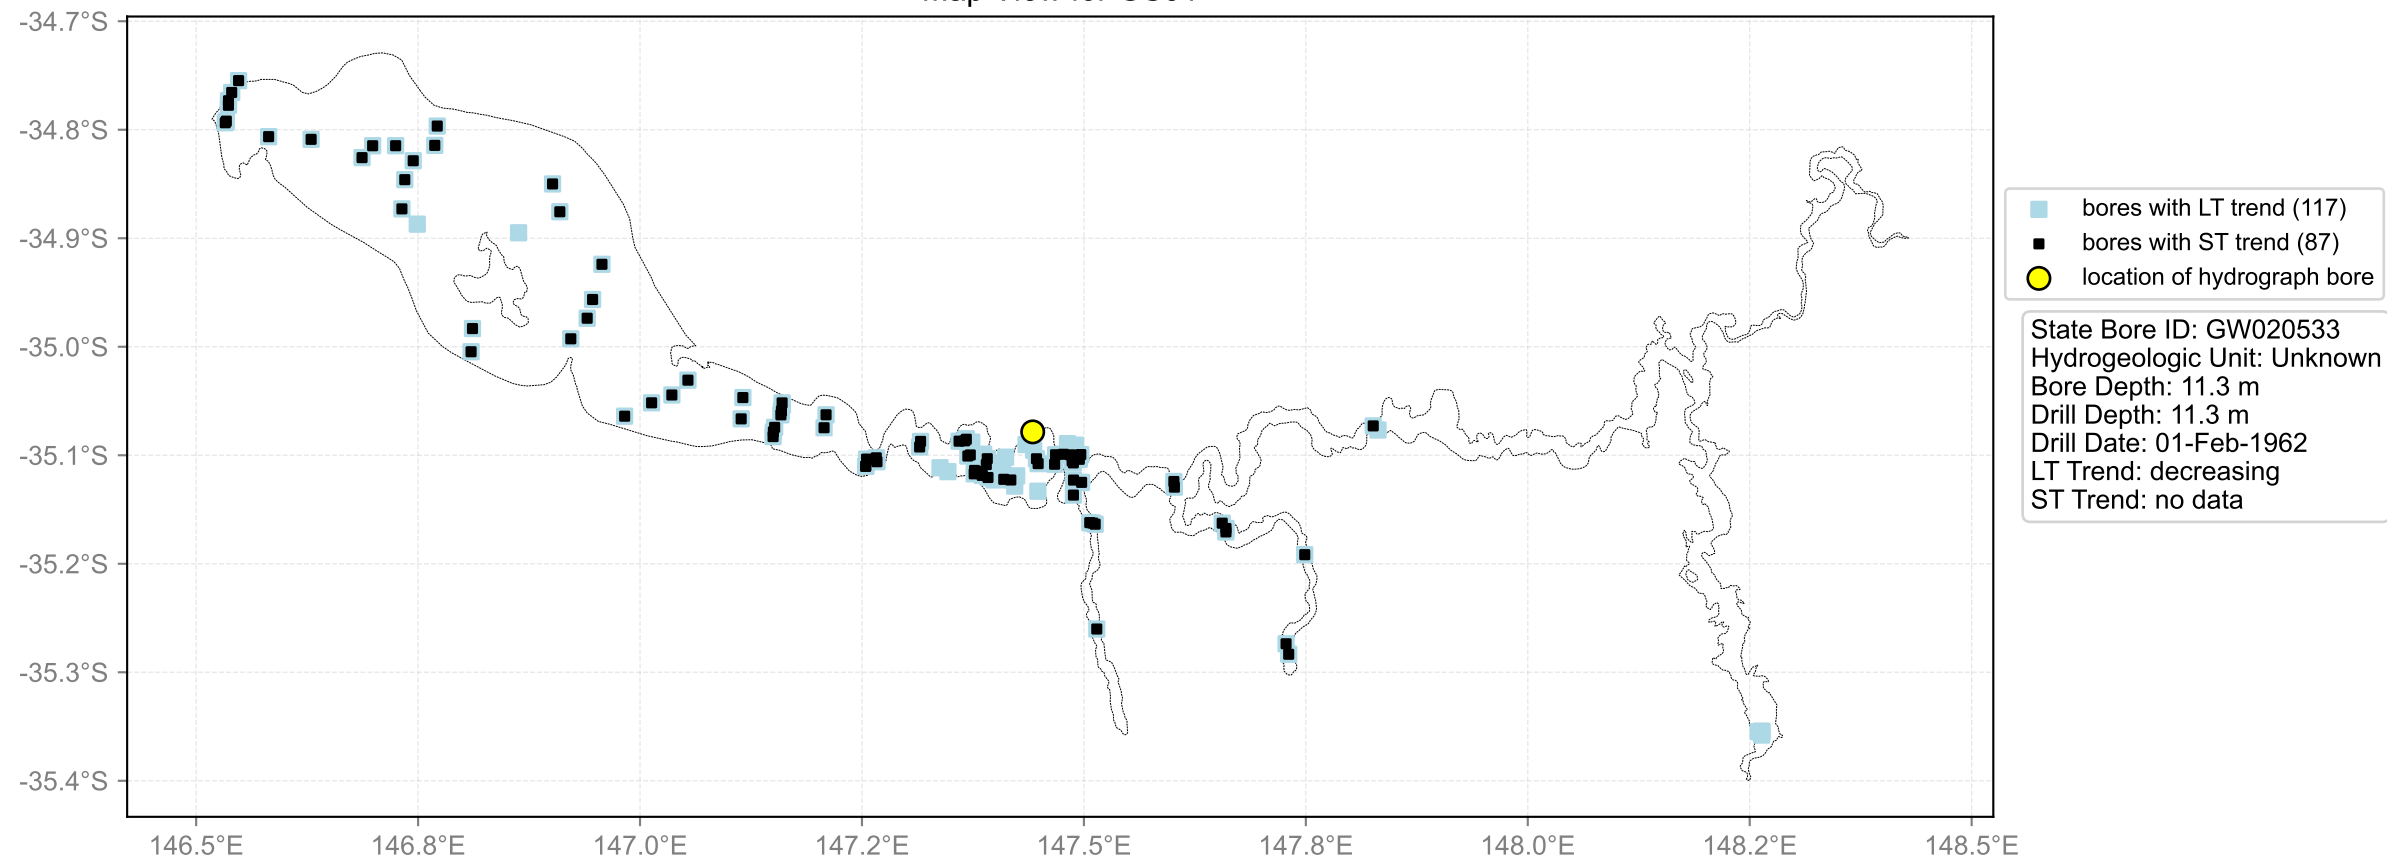 -34.7°S
-34.8°S
-34.9°S
-35.0°S
-35.1°S
-35.2°S
-35.3°S
-35.4°S
146.5°E 146.8°E 147.0°E 147.2°E 147.5°E 147.8°E 148.0°E 148.2°E 148.5°E
bores with LT trend (117)
bores with ST trend (87)
location of hydrograph bore
State Bore ID: GW020533
Hydrogeologic Unit: Unknown
Bore Depth: 11.3 m
Drill Depth: 11.3 m
Drill Date: 01-Feb-1962
LT Trend: decreasing
ST Trend: no data